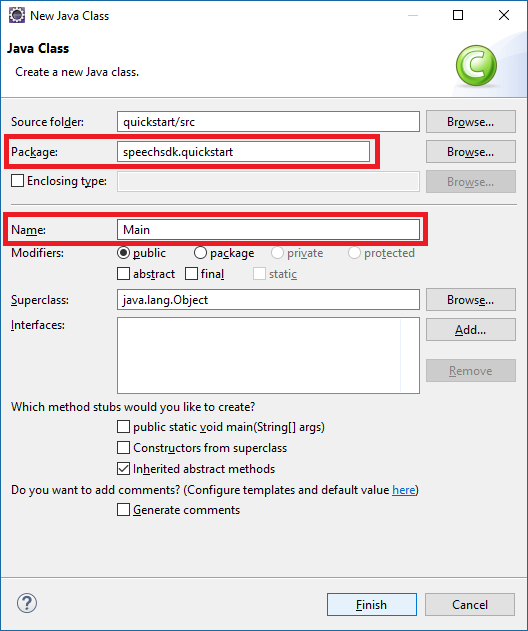 New Java Class
Java Class
Create a new Java class.
C
Source folder: quickstart/src Browse...
Package: speechsdk.quickstart Browse...
Enclosing type: Browse...
Name: Main
Modifiers: public package private protected
abstract final static
Superclass: java.lang.Object Browse...
Interfaces: Add...
Remove
Which method stubs would you like to create?
public static void main(String[] args)
Constructors from superclass
Inherited abstract methods
Do you want to add comments? (Configure templates and default value here)
Generate comments
? Finish Cancel